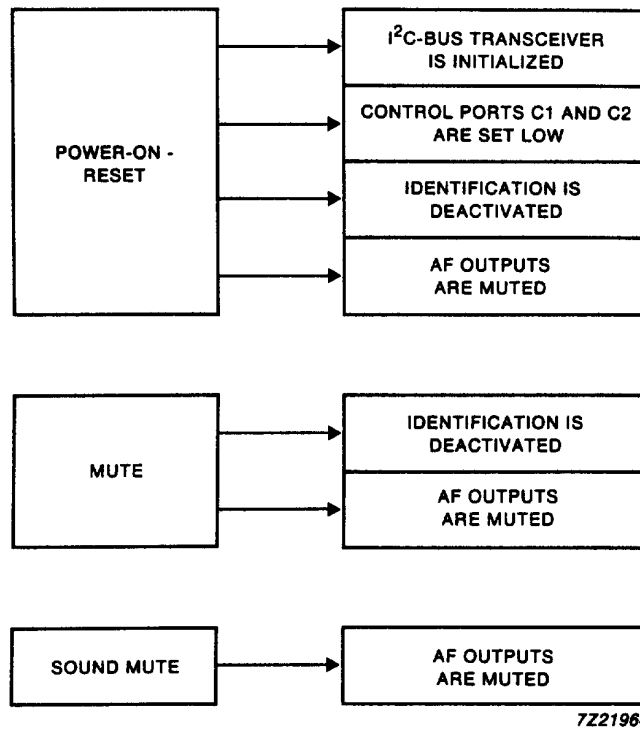 I²C-BUS TRANSCEIVER
IS INITIALIZED
CONTROL PORTS C1 AND C2
ARE SET LOW
POWER-ON -
RESET
IDENTIFICATION IS
DEACTIVATED
AF OUTPUTS
ARE MUTED
IDENTIFICATION IS
DEACTIVATED
MUTE
AF OUTPUTS
ARE MUTED
SOUND MUTE
AF OUTPUTS
ARE MUTED